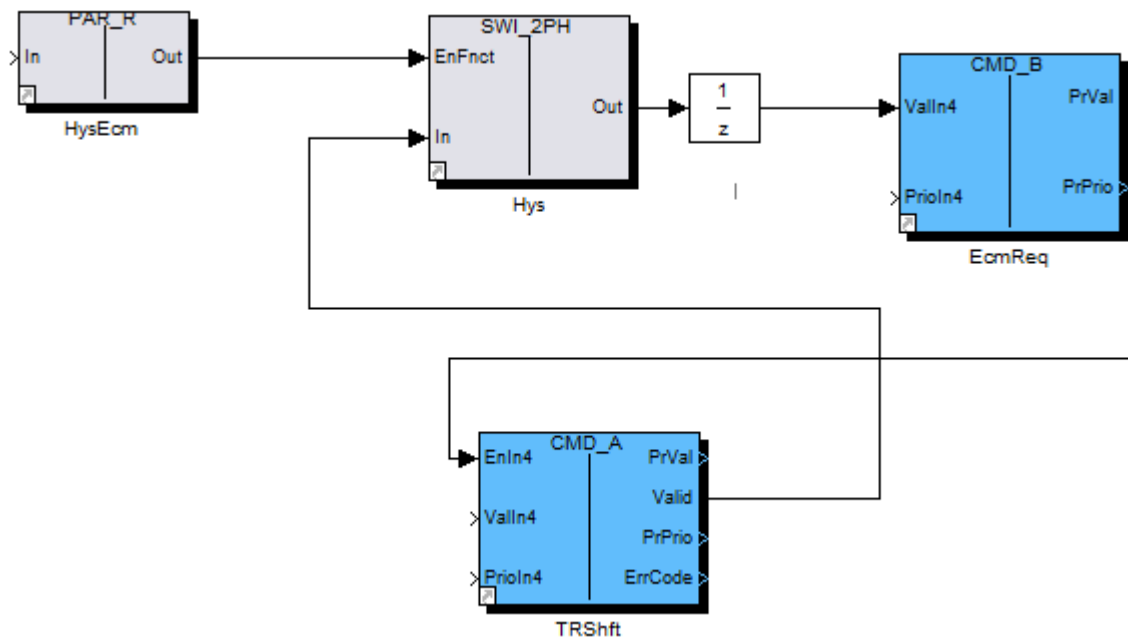 PAR_R
In
Out
HysEcm
SWI_2PH
EnFnct
In
Out
Hys
1
z
CMD_B
ValIn4
PrVal
PrioIn4
PrPrio
EcmReq
CMD_A
EnIn4
PrVal
ValIn4
Valid
PrioIn4
PrPrio
ErrCode
TRShft